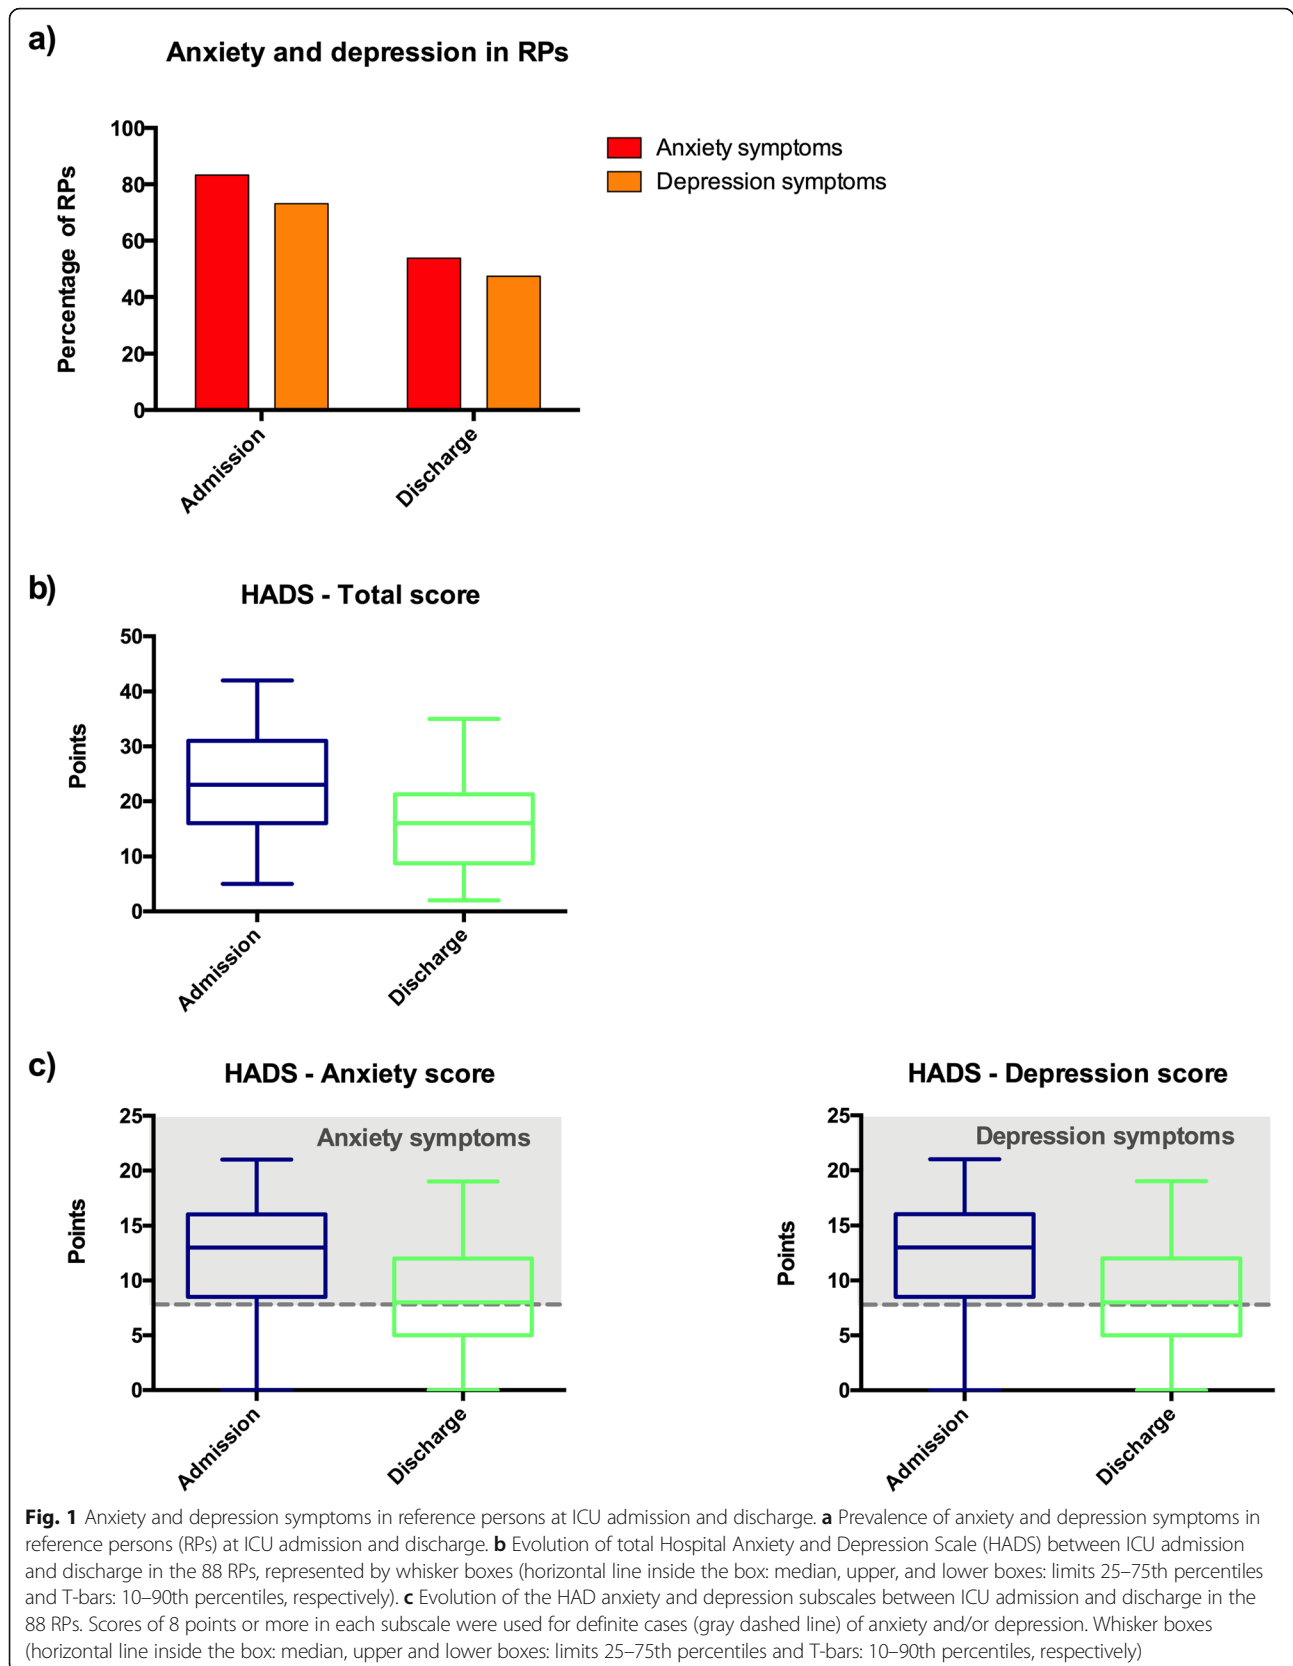 a)
Anxiety and depression in RPs
Percentage of RPs
100
80
60
40
20
0
Admission
Discharge
Anxiety symptoms
Depression symptoms
b)
HADS - Total score
Points
50
40
30
20
10
0
Admission
Discharge
c)
HADS - Anxiety score
Points
25
20
15
10
5
0
Anxiety symptoms
Admission
Discharge
HADS - Depression score
Points
25
20
15
10
5
0
Depression symptoms
Admission
Discharge
Fig. 1 Anxiety and depression symptoms in reference persons at ICU admission and discharge. a Prevalence of anxiety and depression symptoms in
reference persons (RPs) at ICU admission and discharge. b Evolution of total Hospital Anxiety and Depression Scale (HADS) between ICU admission
and discharge in the 88 RPs, represented by whisker boxes (horizontal line inside the box: median, upper, and lower boxes: limits 25–75th percentiles
and T-bars: 10–90th percentiles, respectively). c Evolution of the HAD anxiety and depression subscales between ICU admission and discharge in the
88 RPs. Scores of 8 points or more in each subscale were used for definite cases (gray dashed line) of anxiety and/or depression. Whisker boxes
(horizontal line inside the box: median, upper and lower boxes: limits 25–75th percentiles and T-bars: 10–90th percentiles, respectively)